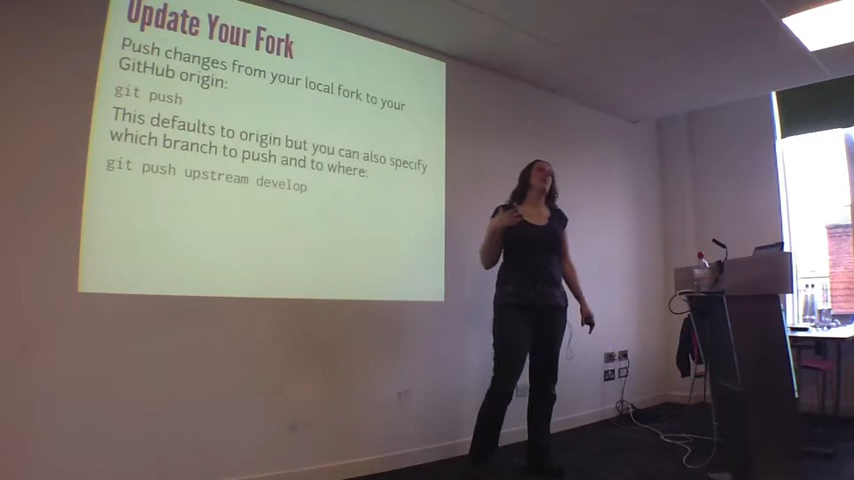 Update Your Fork
Push changes from your local fork to your
GitHub origin:
git push
This defaults to origin but you can also specify
which branch to push and to where:
git push upstream develop